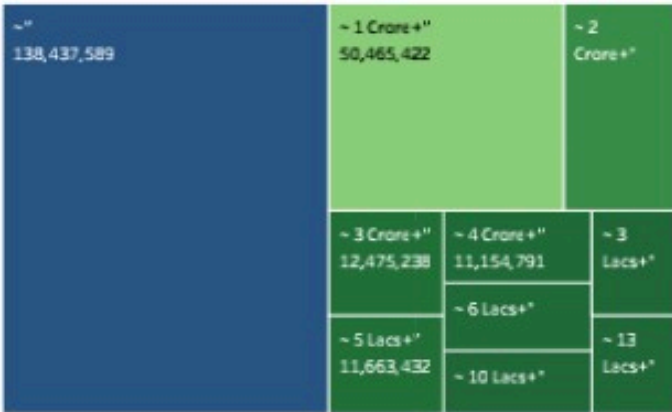 ~"
138,437,589
~ 1 Crore+"
50,465,422
~ 2
Crore+"
~ 3 Crore+"
12,475,238
~ 4 Crore+"
11,154,791
~ 3
Lacs+"
~ 6 Lacs+"
~ 5 Lacs+"
11,663,432
~ 10 Lacs+"
~ 13
Lacs+"